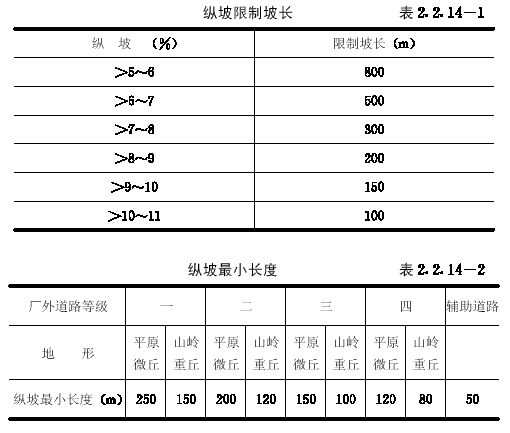 纵坡限制坡长 表2.2.14—1
纵 坡 (%) 限制坡长(m)
>5~6 800
>6~7 500
>7~8 300
>8~9 200
>9~10 150
>10~11 100
纵坡最小长度 表2.2.14—2
厂外道路等级 一 二 三 四 辅助道路
地 形 平原微丘 山岭重丘 平原微丘 山岭重丘 平原微丘 山岭重丘 平原微丘 山岭重丘
纵坡最小长度(m) 250 150 200 120 150 100 120 80 50